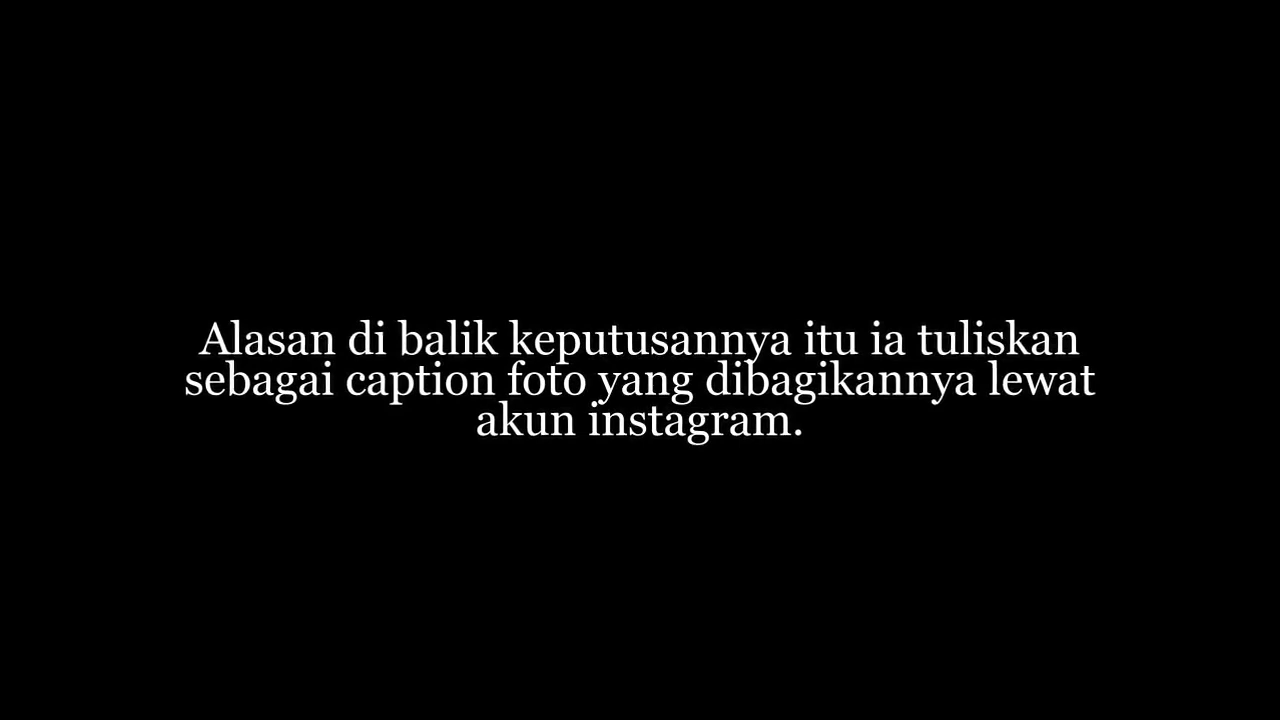 Alasan di balik keputusannya itu ia tuliskan
sebagai caption foto yang dibagikannya lewat
akun instagram.